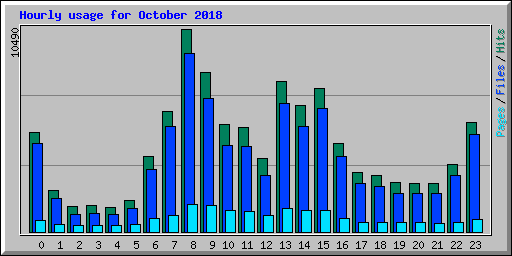 Hourly usage for October 2018
10490
Pages / Files / Hits
0 1 2 3 4 5 6 7 8 9 10 11 12 13 14 15 16 17 18 19 20 21 22 23